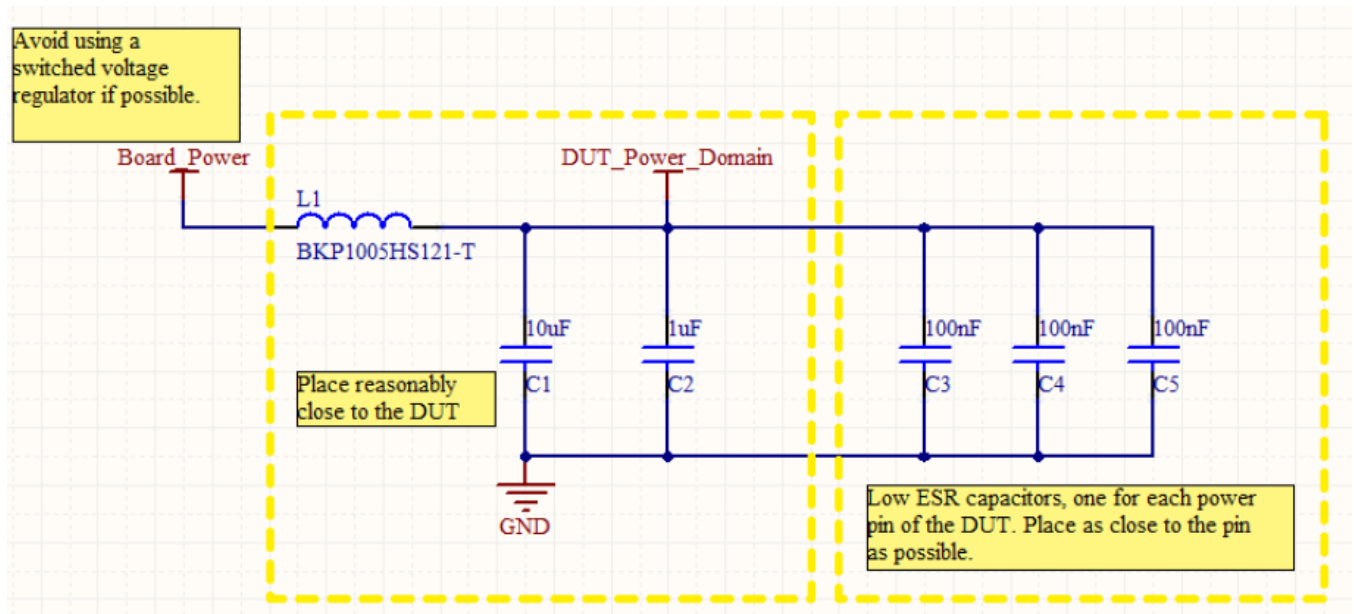 Avoid using a
switched voltage
regulator if possible.
Board_Power
DUT_Power_Domain
L1
BKP1005HS121-T
10uF
1uF
100nF
100nF
100nF
C1
C2
C3
C4
C5
Place reasonably
close to the DUT
GND
Low ESR capacitors, one for each power
pin of the DUT. Place as close to the pin
as possible.